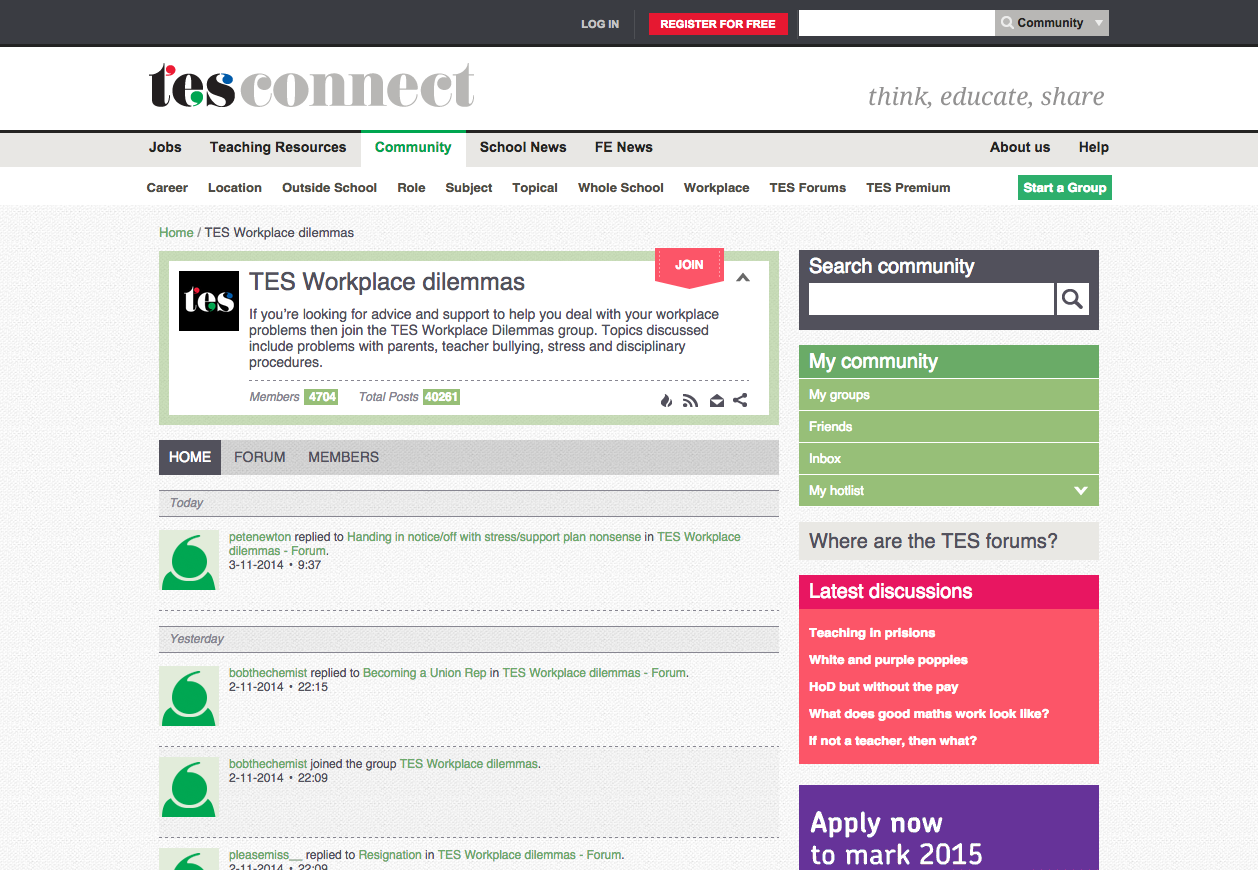 LOG IN
REGISTER FOR FREE
Community
tes connect
think, educate, share
Jobs
Teaching Resources
Community
School News
FE News
About us
Help
Career
Location
Outside School
Role
Subject
Topical
Whole School
Workplace
TES Forums
TES Premium
Start a Group
Home / TES Workplace dilemmas
tes
TES Workplace dilemmas
JOIN
If you're looking for advice and support to help you deal with your workplace
problems then join the TES Workplace Dilemmas group. Topics discussed
include problems with parents, teacher bullying, stress and disciplinary
procedures.
Members 4704 Total Posts 40261
HOME
FORUM
MEMBERS
Today
petenewton replied to Handing in notice/off with stress/support plan nonsense in TES Workplace
dilemmas - Forum.
3-11-2014 • 9:37
Yesterday
bobthechemist replied to Becoming a Union Rep in TES Workplace dilemmas - Forum.
2-11-2014 • 22:15
bobthechemist joined the group TES Workplace dilemmas.
2-11-2014 • 22:09
pleasemiss__ replied to Resignation in TES Workplace dilemmas - Forum.
2-11-2014 • 22:09
Search community
My community
My groups
Friends
Inbox
My hotlist
Where are the TES forums?
Latest discussions
Teaching in prisions
White and purple poppies
HoD but without the pay
What does good maths work look like?
If not a teacher, then what?
Apply now
to mark 2015